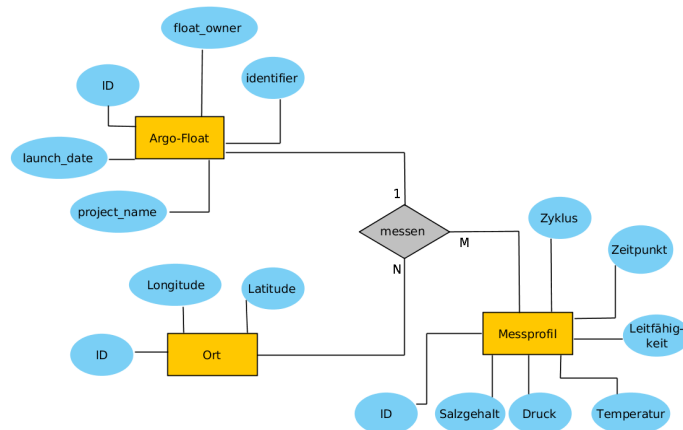 float_owner
ID
identifier
Argo-Float
launch_date
project_name
1
messen
M
N
Zyklus
Zeitpunkt
Longitude
Latitude
Messprofil
Leitfähig-
keit
ID
Ort
ID
Salzgehalt
Druck
Temperatur